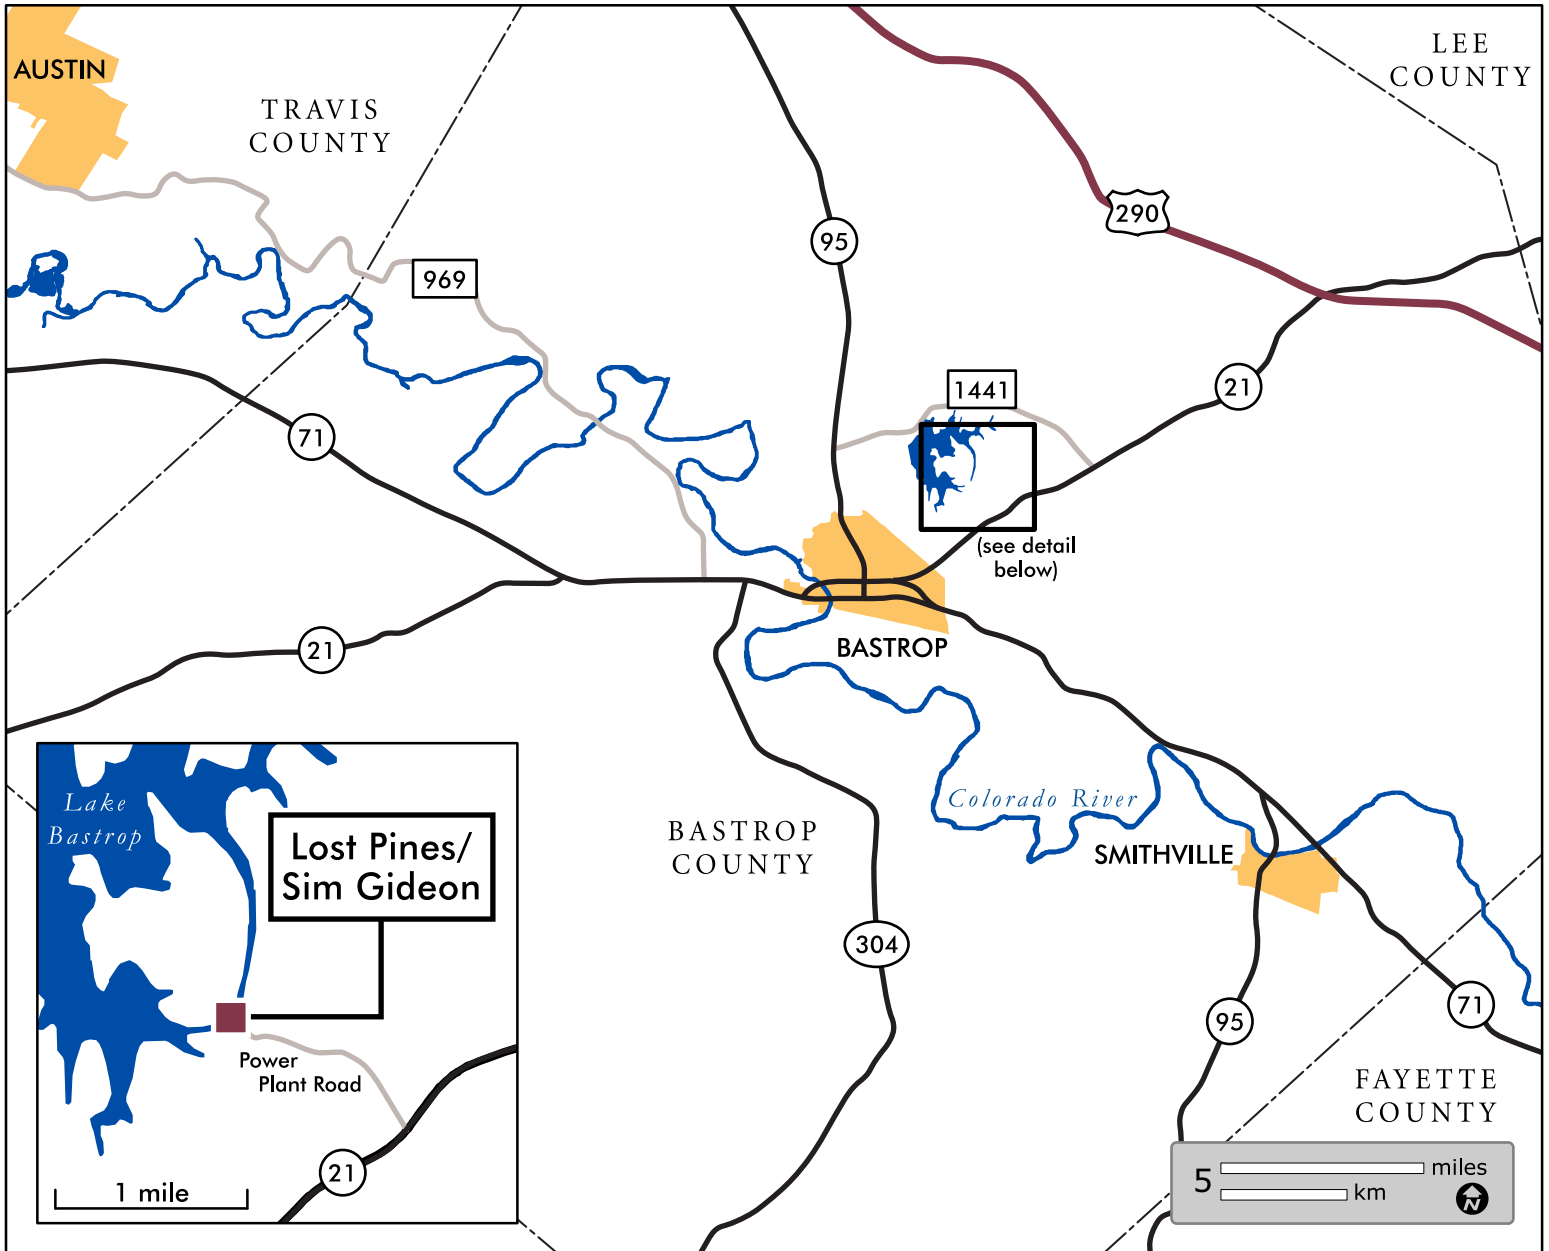 AUSTIN
TRAVIS
COUNTY
LEE
COUNTY
290
95
969
1441
21
71
(see detail
below)
21
BASTROP
Colorado River
BASTROP
COUNTY
SMITHVILLE
304
95
71
FAYETTE
COUNTY
Lake
Bastrop
Lost Pines/
Sim Gideon
Power
Plant Road
21
1 mile
5
miles
km
N